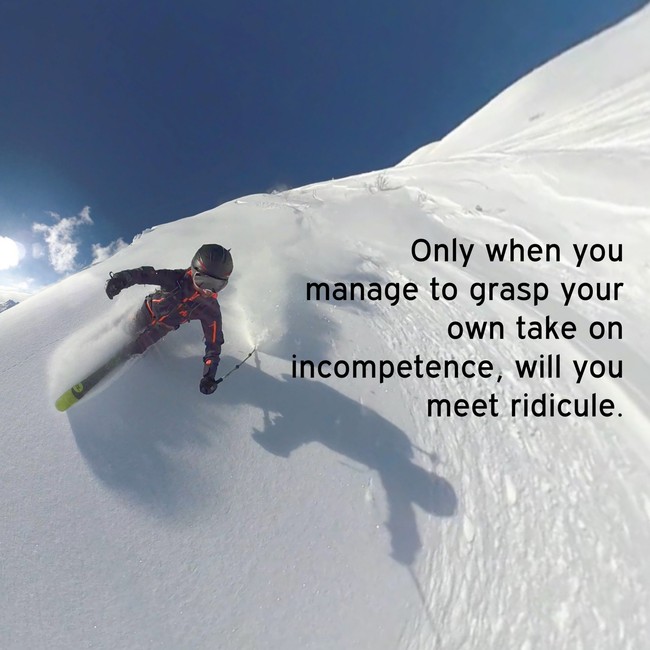 Only when you
manage to grasp your
own take on
incompetence, will you
meet ridicule.